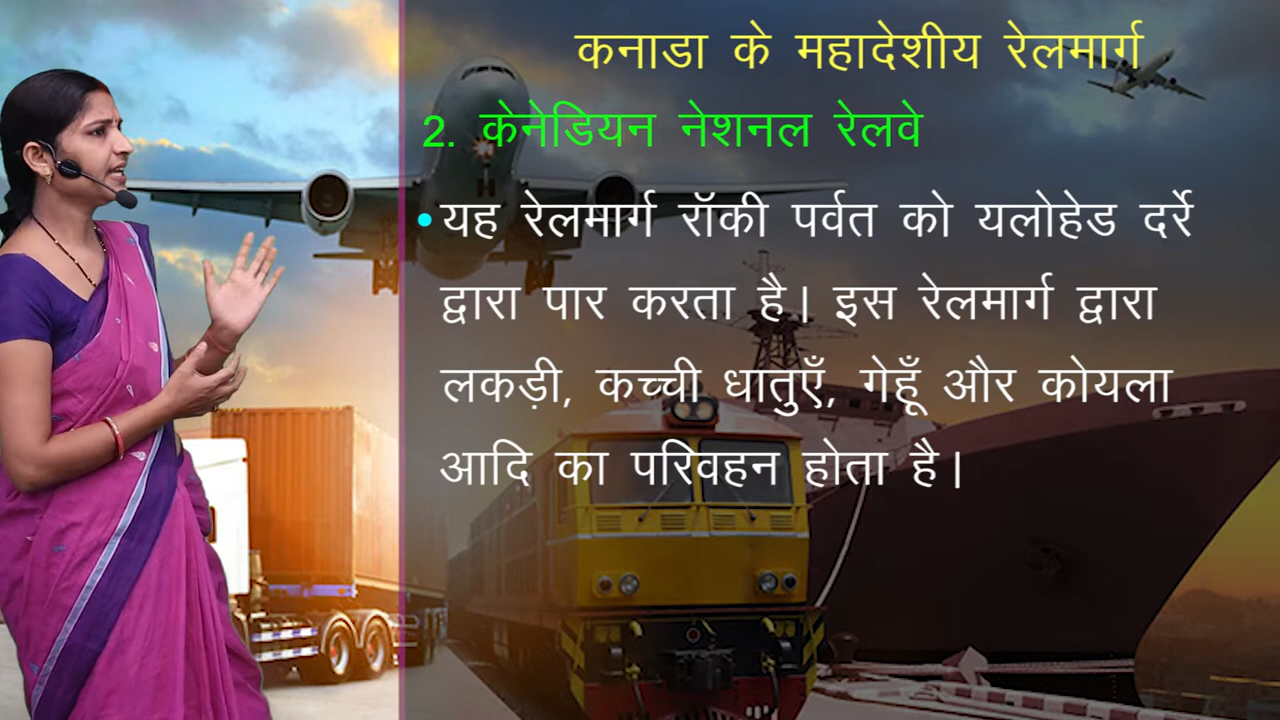 कनाडा के महादेशीय रेलमार्ग
2. केनेडियन नेशनल रेलवे
•यह रेलमार्ग रॉकी पर्वत को यलोहेड दर्रे
द्वारा पार करता है। इस रेलमार्ग द्वारा
लकड़ी, कच्ची धातुएँ, गेहूँ और कोयला
आदि का परिवहन होता है।